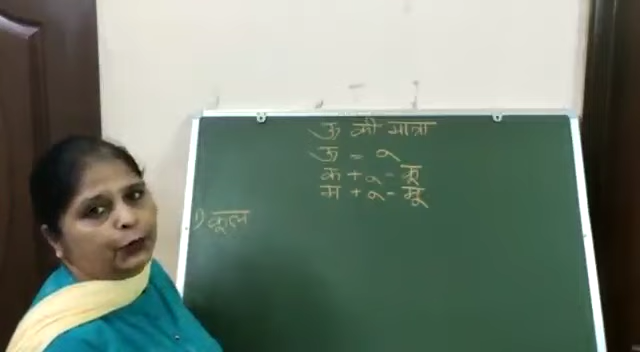 ऊ की मात्रा
ऊ = ू
क + ू = कू
म + ू = मू
1) कूल